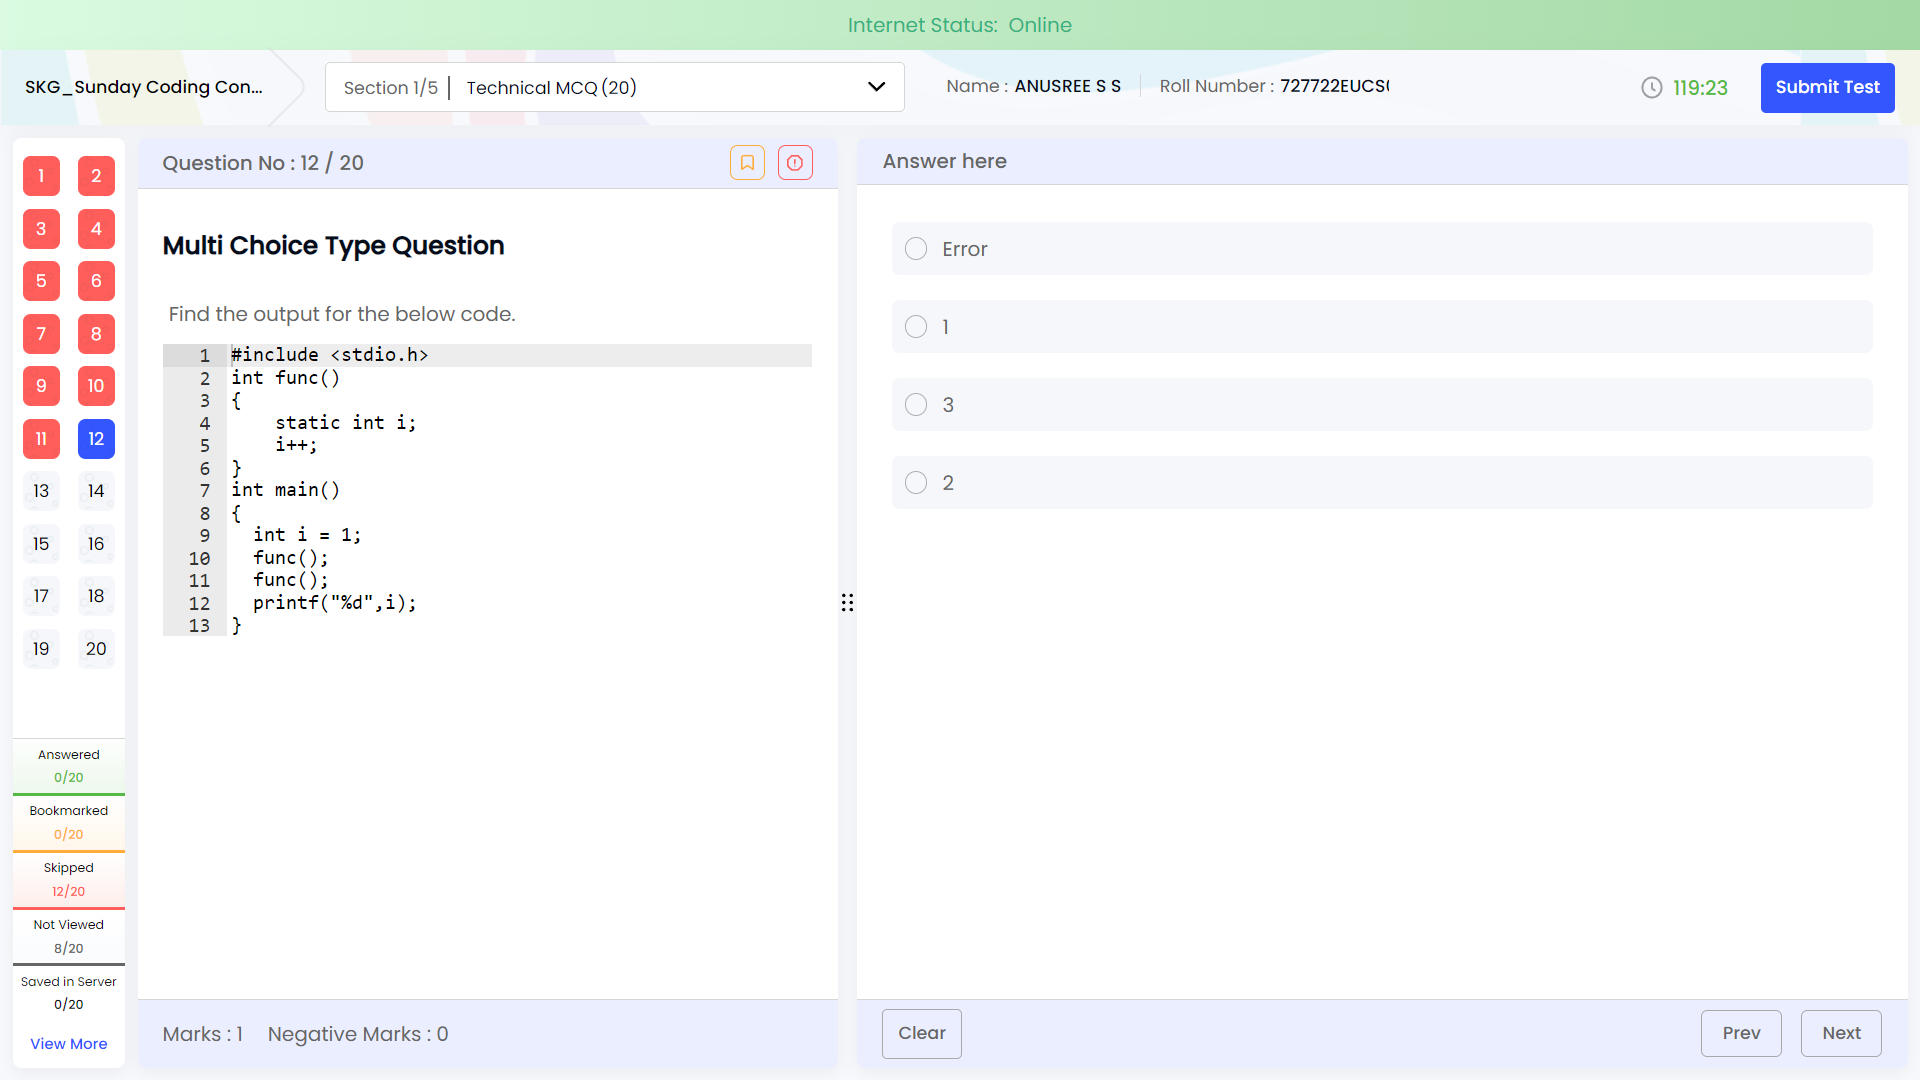 Internet Status: Online
SKG_Sunday Coding Con...
Section 1/5
Technical MCQ (20)
Name : ANUSREE S S
Roll Number :
Submit Test
119:23
1 2
3 4
5 6
7 8
9 10
11 12
13 14
15 16
17 18
19 20
Answered
0/20
Bookmarked
0/20
Skipped
12/20
Not Viewed
8/20
Saved in Server
0/20
View More
Question No : 12 / 20
Multi Choice Type Question
Find the output for the below code.
1 #include <stdio.h>
2 int func()
3 {
4     static int i;
5     i++;
6 }
7 int main()
8 {
9   int i = 1;
10   func();
11   func();
12   printf("%d",i);
13 }
Marks : 1 Negative Marks : 0
Answer here
Error
1
3
2
Clear
Prev
Next